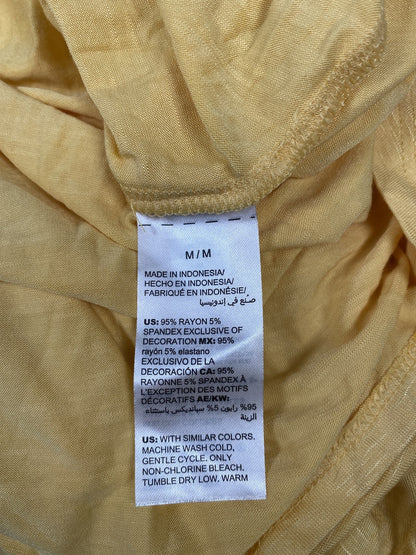 M / M
MADE IN INDONESIA/
HECHO EN INDONESIA/
FABRIQUÉ EN INDONÉSIE/
صنع في إندونيسيا
US: 95% RAYON 5%
SPANDEX EXCLUSIVE OF
DECORATION MX: 95%
rayón 5% elastano
EXCLUSIVO DE LA
DECORACIÓN CA: 95%
RAYONNE 5% SPANDEX À
L'EXCEPTION DES MOTIFS
DÉCORATIFS AE/KW:
95% رايون 5% سباندیکس باستثناء
الزينة
US: WITH SIMILAR COLORS.
MACHINE WASH COLD,
GENTLE CYCLE. ONLY
NON-CHLORINE BLEACH.
TUMBLE DRY LOW. WARM